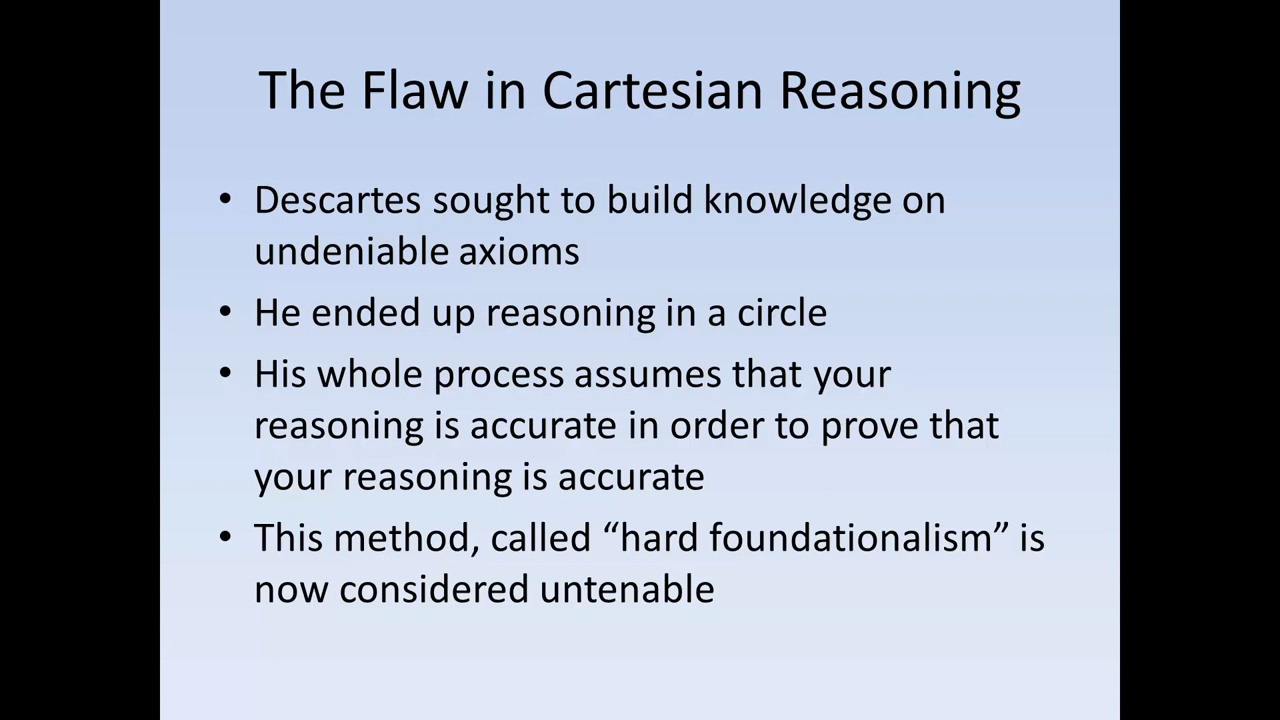 The Flaw in Cartesian Reasoning
• Descartes sought to build knowledge on
undeniable axioms
• He ended up reasoning in a circle
• His whole process assumes that your
reasoning is accurate in order to prove that
your reasoning is accurate
• This method, called “hard foundationalism” is
now considered untenable